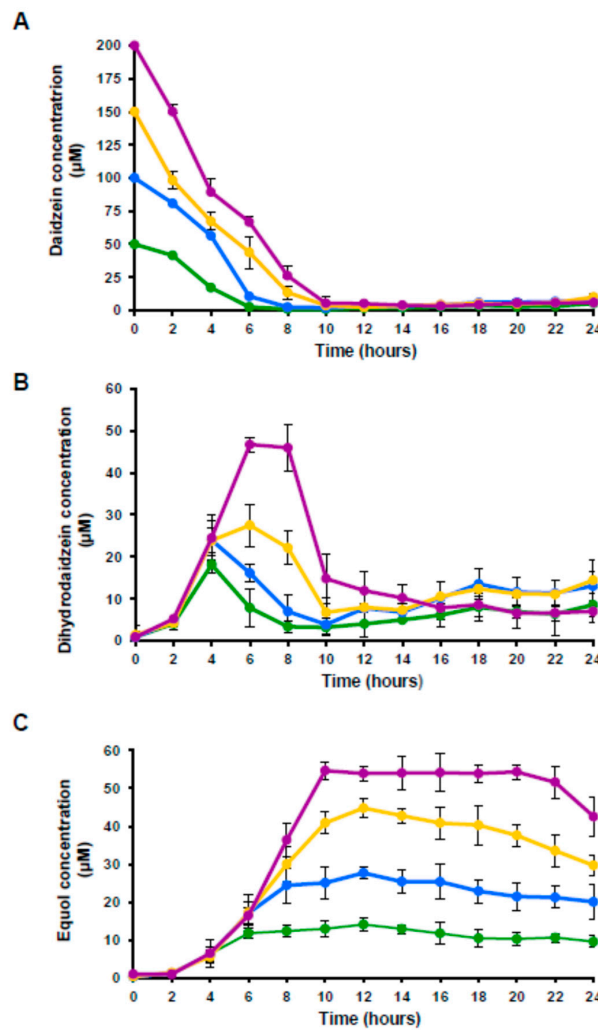 A
Daidzein concentratrion
(µM)
200
175
150
125
100
75
50
25
0
0 2 4 6 8 10 12 14 16 18 20 22 24
Time (hours)
B
Dihydrodaidzein concentration
(µM)
60
50
40
30
20
10
0
0 2 4 6 8 10 12 14 16 18 20 22 24
Time (hours)
C
Equol concentration
(µM)
60
50
40
30
20
10
0
0 2 4 6 8 10 12 14 16 18 20 22 24
Time (hours)